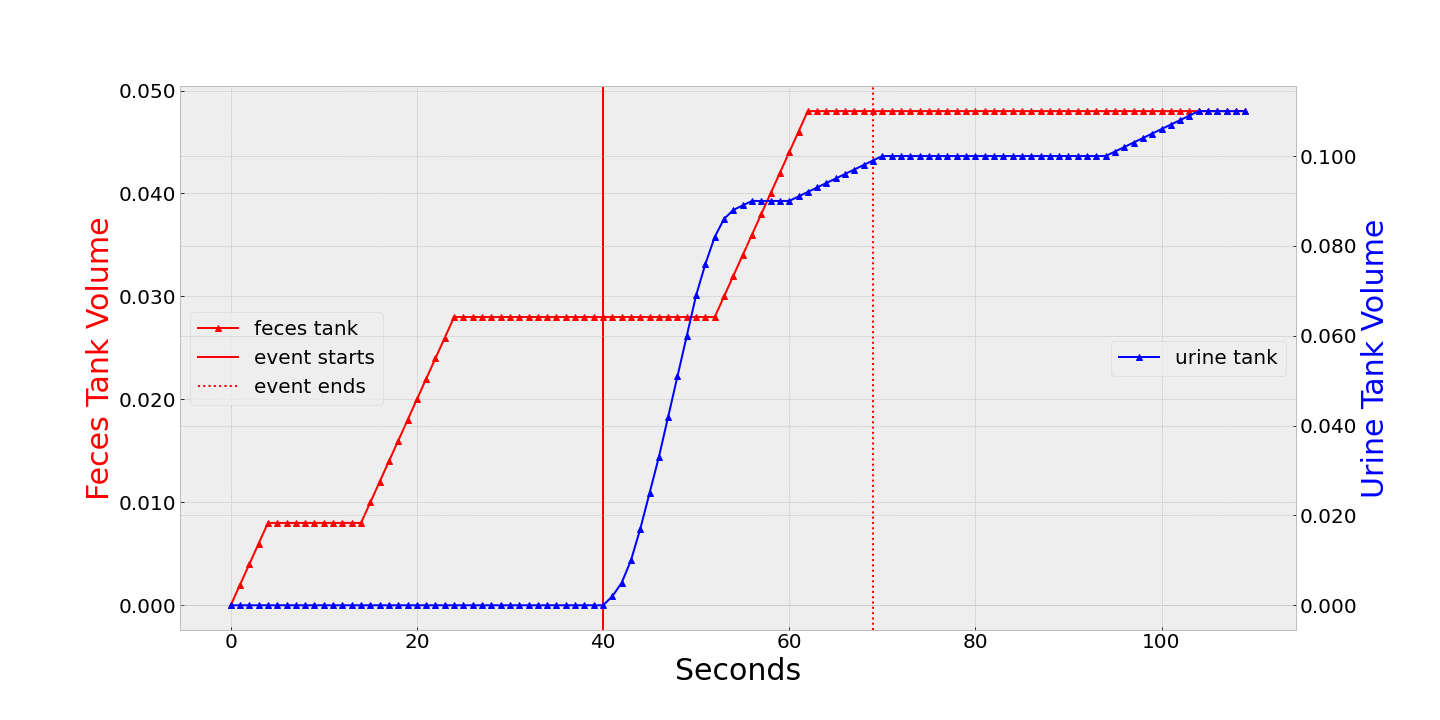 Feces Tank Volume
0.050
0.040
0.030
0.020
0.010
0.000
feces tank
event starts
event ends
urine tank
0.100
0.080
0.060
0.040
0.020
0.000
Urine Tank Volume
0 20 40 60 80 100
Seconds